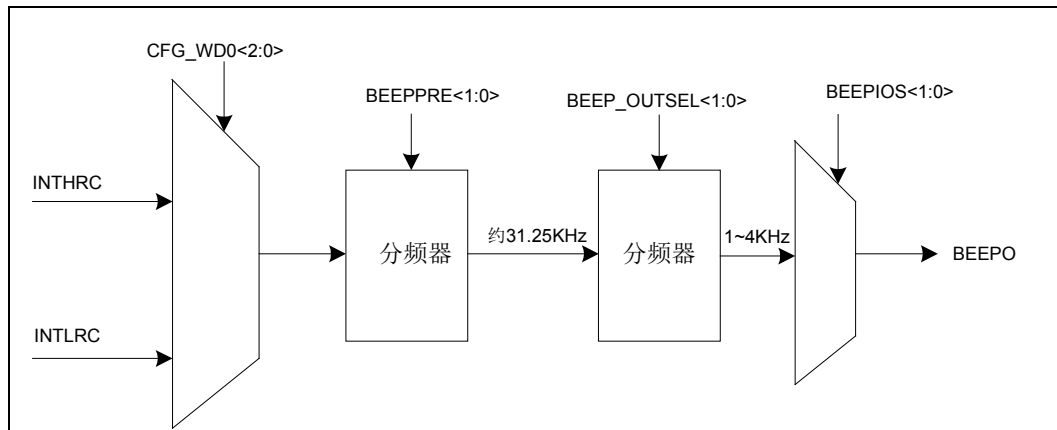 CFG_WD0<2:0>
BEEPPRE<1:0>
BEEP_OUTSEL<1:0>
BEEPIOS<1:0>
INTHRC
分频器
约31.25KHz
分频器
1~4KHz
BEEPO
INTLRC